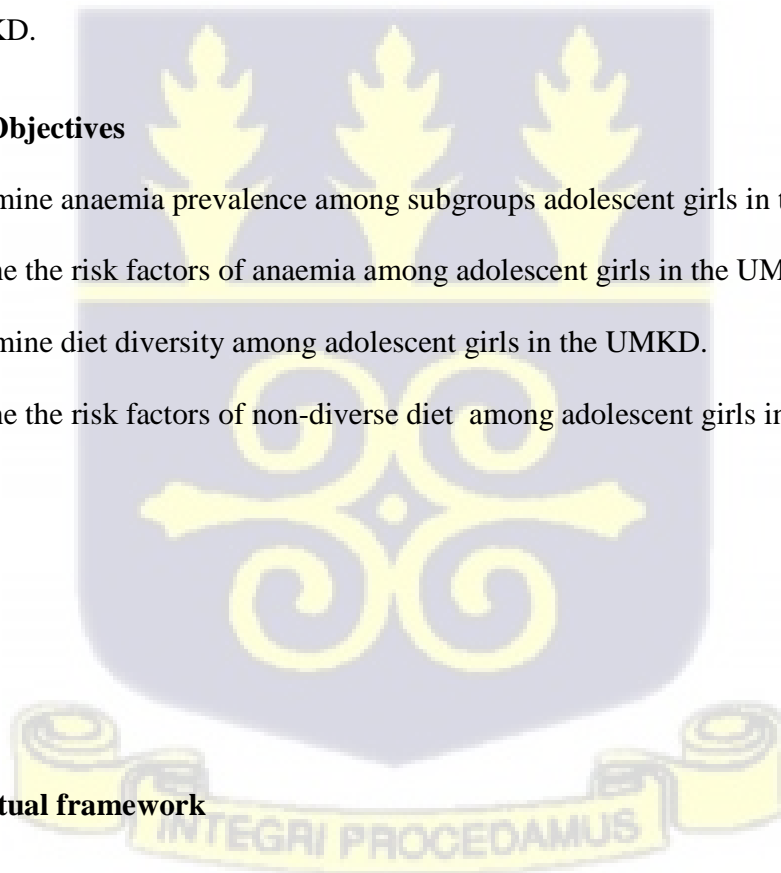 KD.
Objectives
mine anaemia prevalence among subgroups adolescent girls in t
ne the risk factors of anaemia among adolescent girls in the UM
mine diet diversity among adolescent girls in the UMKD.
ne the risk factors of non-diverse diet among adolescent girls in
tual framework
INTEGRI PROCEDAMUS